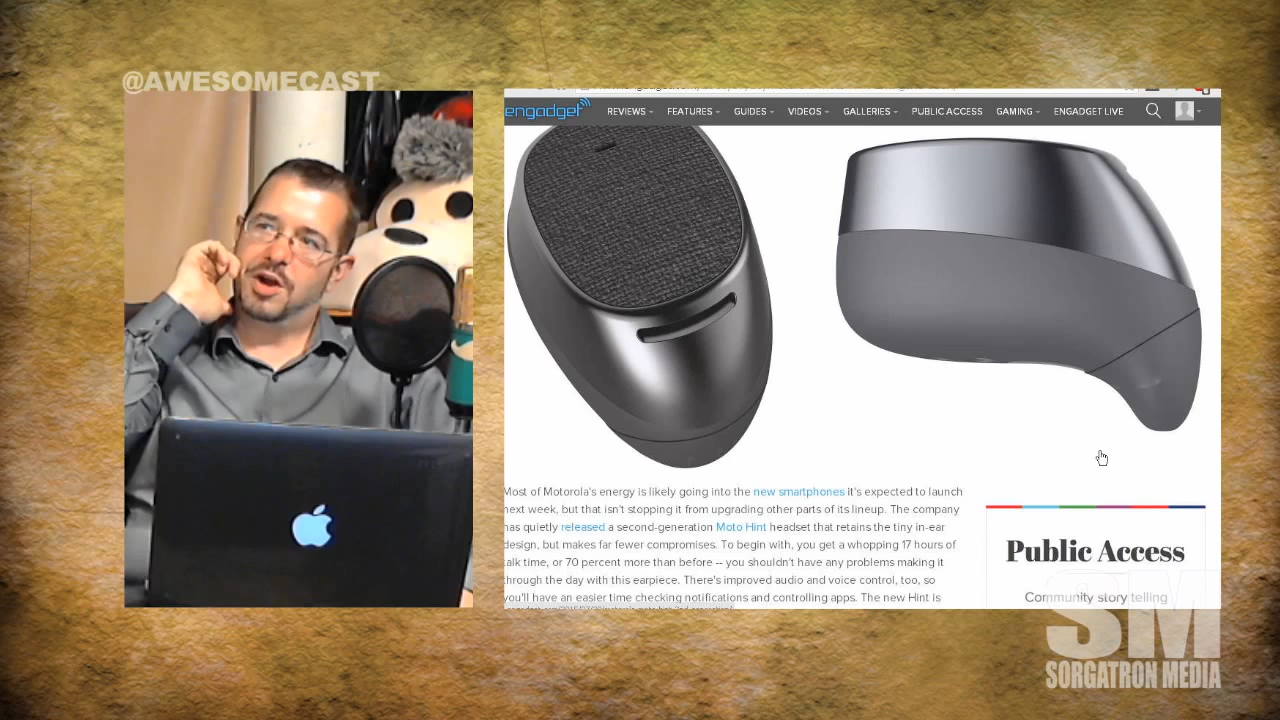 @AWESOMECAST
engadget
REVIEWS FEATURES GUIDES VIDEOS GALLERIES PUBLIC ACCESS GAMING ENGADGET LIVE
Most of Motorola's energy is likely going into the new smartphones it's expected to launch
next week, but that isn't stopping it from upgrading other parts of its lineup. The company
has quietly released a second-generation Moto Hint headset that retains the tiny in-ear
design, but makes far fewer compromises. To begin with, you get a whopping 17 hours of
talk time, or 70 percent more than before -- you shouldn't have any problems making it
through the day with this earpiece. There's improved audio and voice control, too, so
you'll have an easier time checking notifications and controlling apps. The new Hint is
Public Access
Community story telling
SM
SORGATRON MEDIA